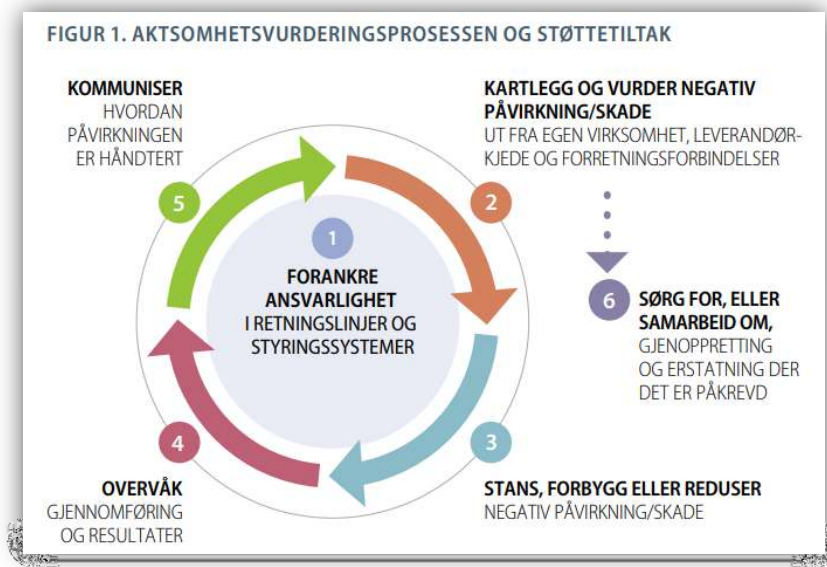 FIGUR 1. AKTSOMHETSVURDERINGSPROSESSEN OG STØTTETILTAK
1
FORANKRE
ANSVARLIGHET
I RETNINGSLINJER OG
STYRINGSSYSTEMER
2
KARTLEGG OG VURDER NEGATIV
PÅVIRKNING/SKADE
UT FRA EGEN VIRKSOMHET, LEVERANDØR-
KJEDE OG FORRETNINGSFORBINDELSER
3
STANS, FORBYGG ELLER REDUSER
NEGATIV PÅVIRKNING/SKADE
4
OVERVÅK
GJENNOMFØRING
OG RESULTATER
5
KOMMUNISER
HVORDAN
PÅVIRKNINGEN
ER HÅNDTERT
6
SØRG FOR, ELLER
SAMARBEID OM,
GJENOPPRETTING
OG ERSTATNING DER
DET ER PÅKREVD